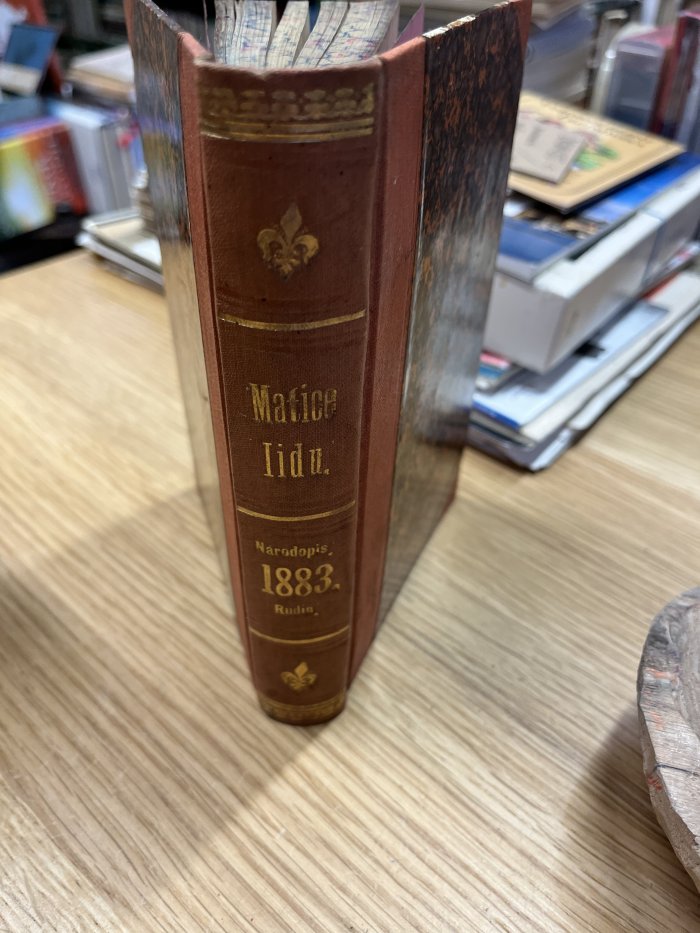 Matice
lidu.
Narodopis.
1883.
Rudin.